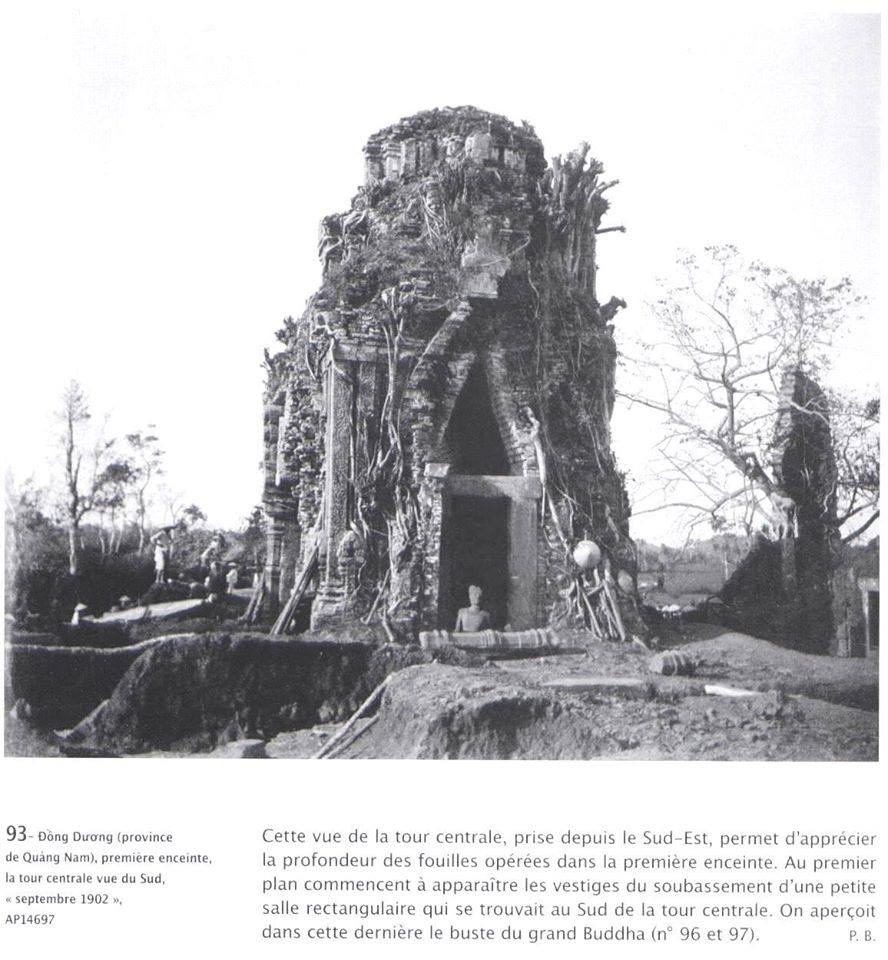 93- Đồng Dương (province
de Quảng Nam), première enceinte,
la tour centrale vue du Sud,
« septembre 1902 »,
AP14697
Cette vue de la tour centrale, prise depuis le Sud-Est, permet d'apprécier
la profondeur des fouilles opérées dans la première enceinte. Au premier
plan commencent à apparaître les vestiges du soubassement d'une petite
salle rectangulaire qui se trouvait au Sud de la tour centrale. On aperçoit
dans cette dernière le buste du grand Buddha (n° 96 et 97). P. B.